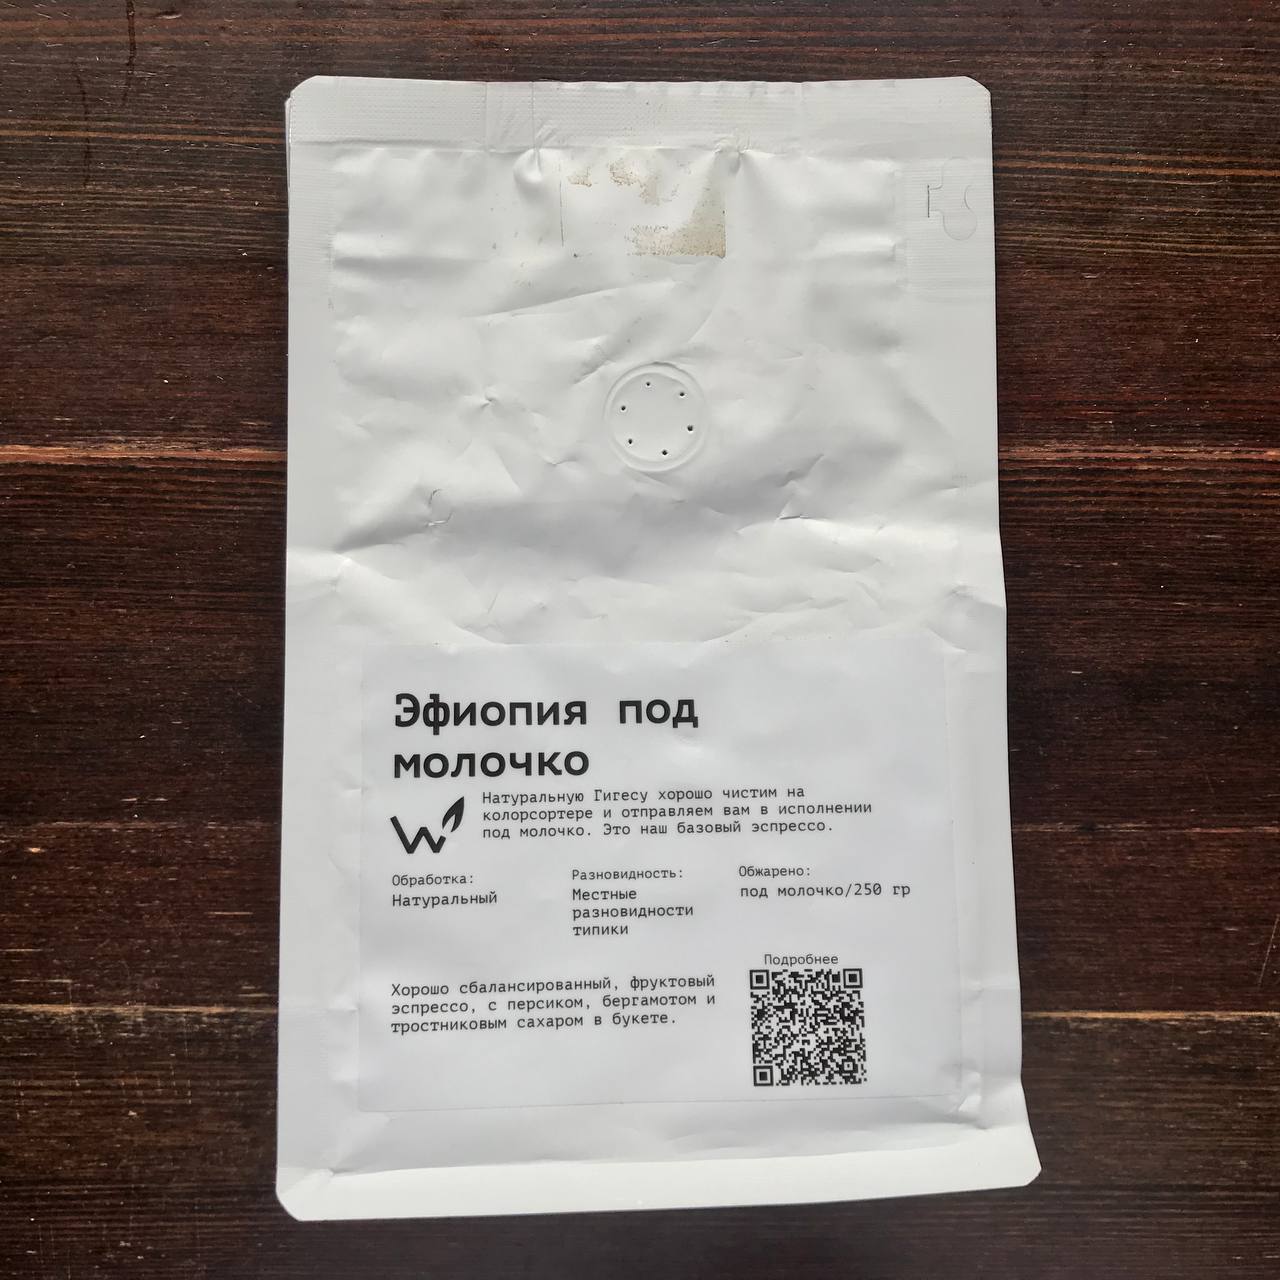 Эфиопия под
молочко
Натуральную Гигесу хорошо чистим на
колорсортере и отправляем вам в исполнении
под молочко. Это наш базовый эспрессо.
Обработка:
Натуральный
Разновидность:
Местные
разновидности
типики
Обжарено:
под молочко/250 гр
Подробнее
Хорошо сбалансированный, фруктовый
эспрессо, с персиком, бергамотом и
тростниковым сахаром в букете.